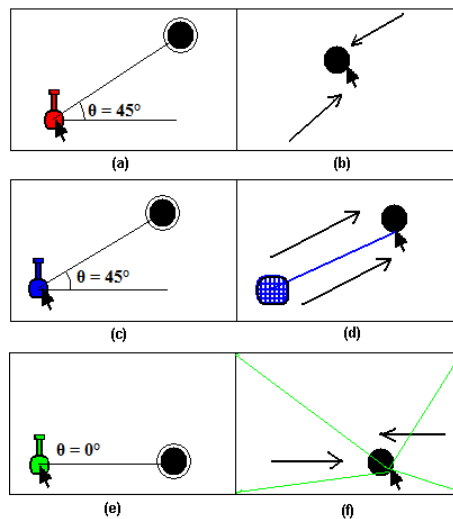 θ = 45°
(a)
(b)
θ = 45°
(c)
(d)
θ = 0°
(e)
(f)